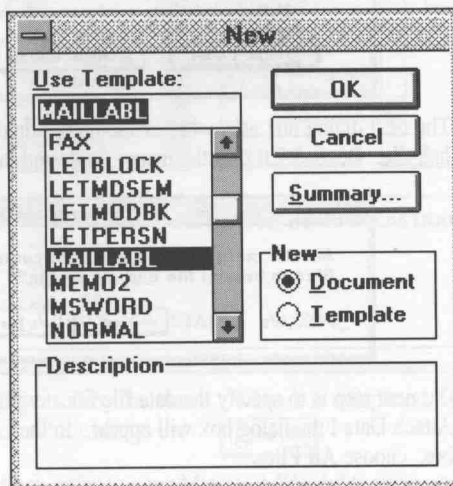 New
Use Template:
MAILLABL
FAX
LETBLOCK
LETMDSEM
LETMODBK
LETPERSN
MAILLABL
MEMO2
MSWORD
NORMAL
OK
Cancel
Summary...
New
Document
Template
Description